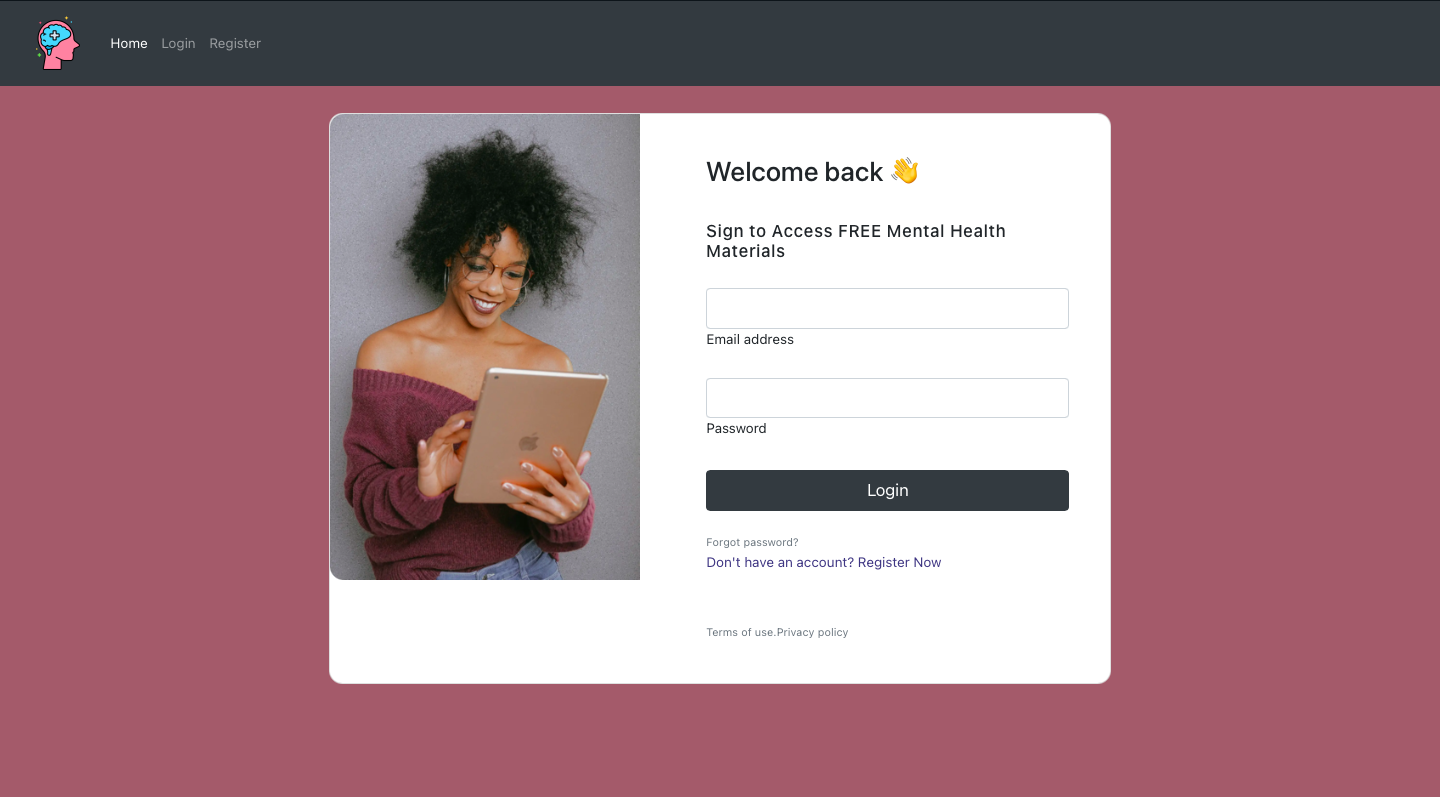 Home Login Register
Welcome back 👋
Sign to Access FREE Mental Health
Materials
Email address
Password
Login
Forgot password?
Don't have an account? Register Now
Terms of use.Privacy policy